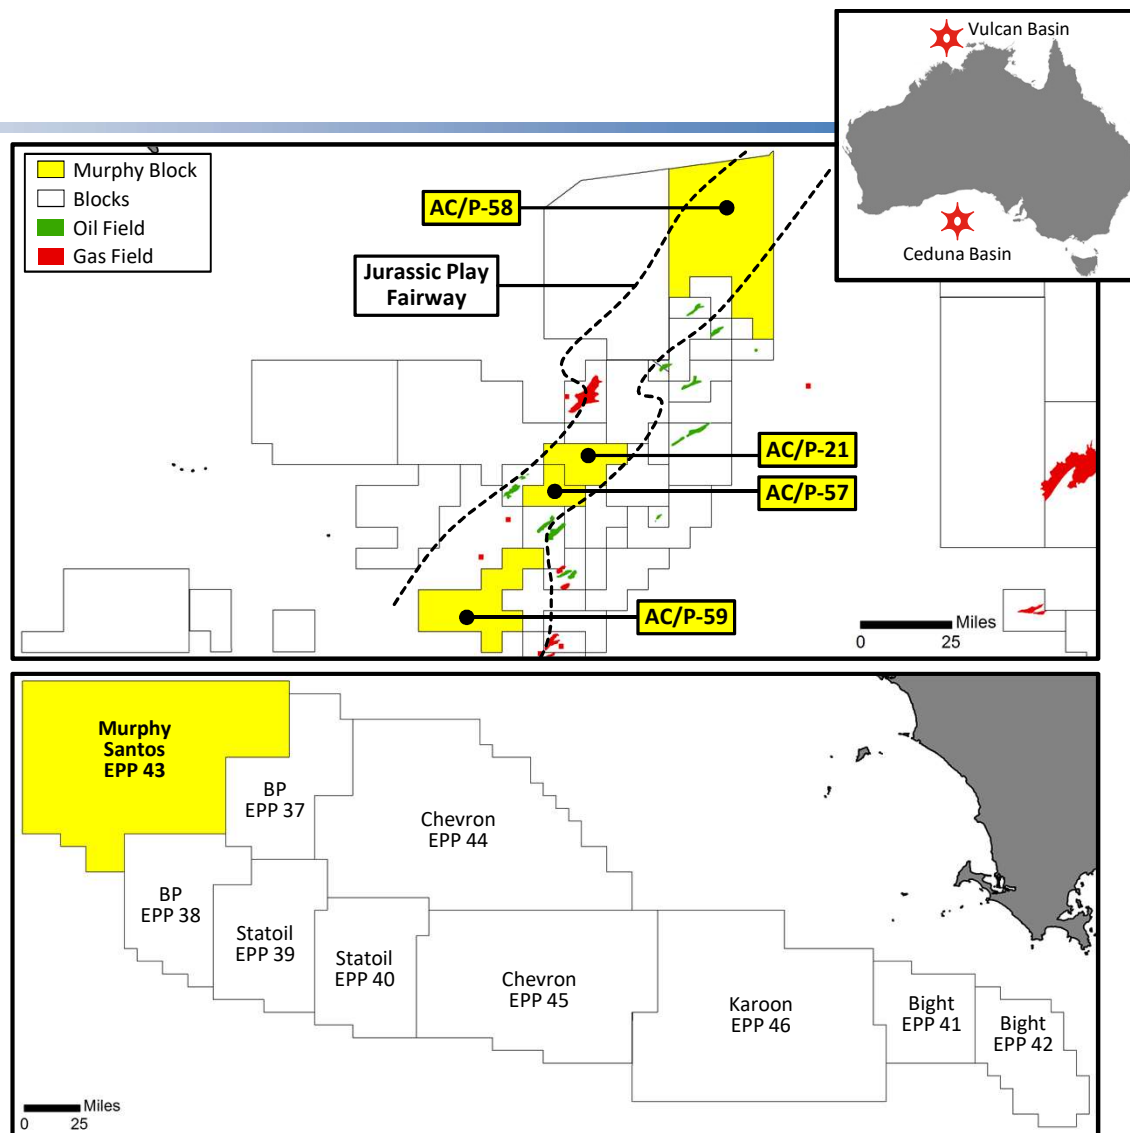 Vulcan Basin
Ceduna Basin
Murphy Block
Blocks
Oil Field
Gas Field
AC/P-58
Jurassic Play
Fairway
AC/P-21
AC/P-57
AC/P-59
Miles
0
25
Murphy
Santos
EPP 43
BP
EPP 37
Chevron
EPP 44
BP
EPP 38
Statoil
EPP 39
Statoil
EPP 40
Chevron
EPP 45
Karoon
EPP 46
Bight
EPP 41
Bight
EPP 42
Miles
0
25